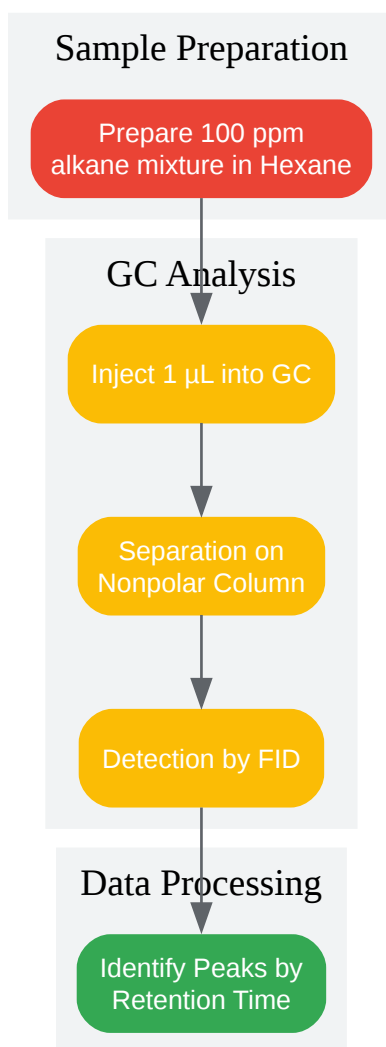 Sample Preparation
Prepare 100 ppm
alkane mixture in Hexane
GC Analysis
Inject 1 µL into GC
Separation on
Nonpolar Column
Detection by FID
Data Processing
Identify Peaks by
Retention Time